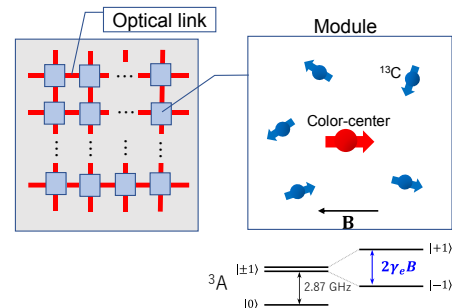 Optical link
Module
¹³C
Color-center
B
³A
|±1⟩
|0⟩
2.87 GHz
2γₑB
|+1⟩
|−1⟩